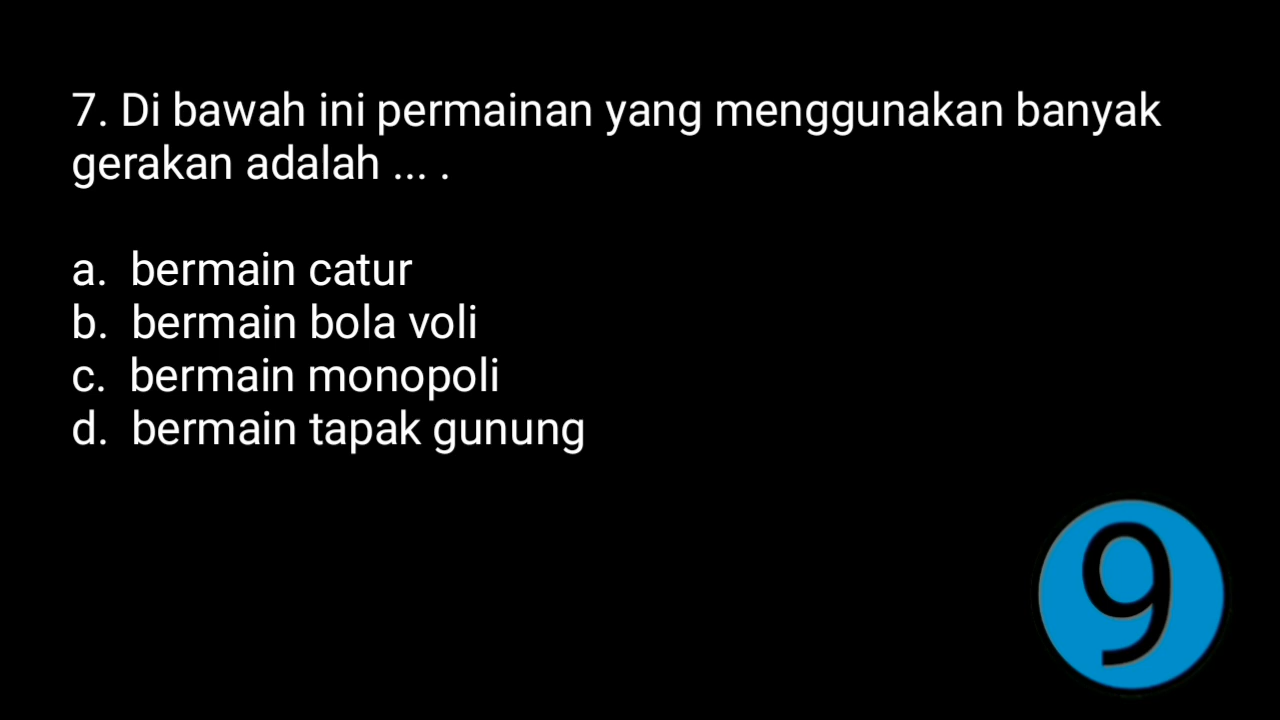 7. Di bawah ini permainan yang menggunakan banyak
gerakan adalah ... .
a. bermain catur
b. bermain bola voli
c. bermain monopoli
d. bermain tapak gunung
9